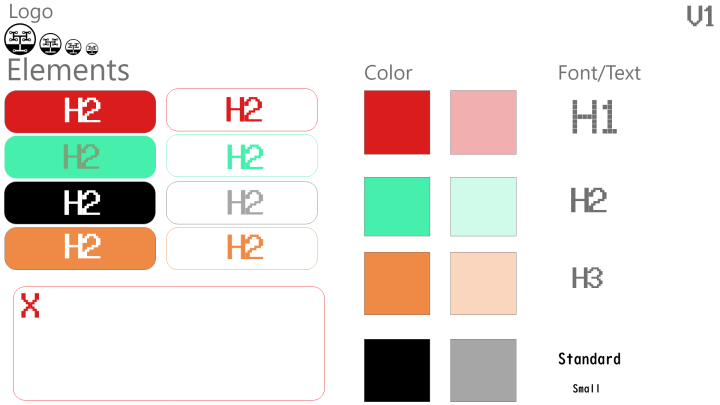 Logo
V1
Elements
Color
Font/Text
H2
H2
H1
H2
H2
H2
H2
H2
H2
H2
H3
X
Standard
Small